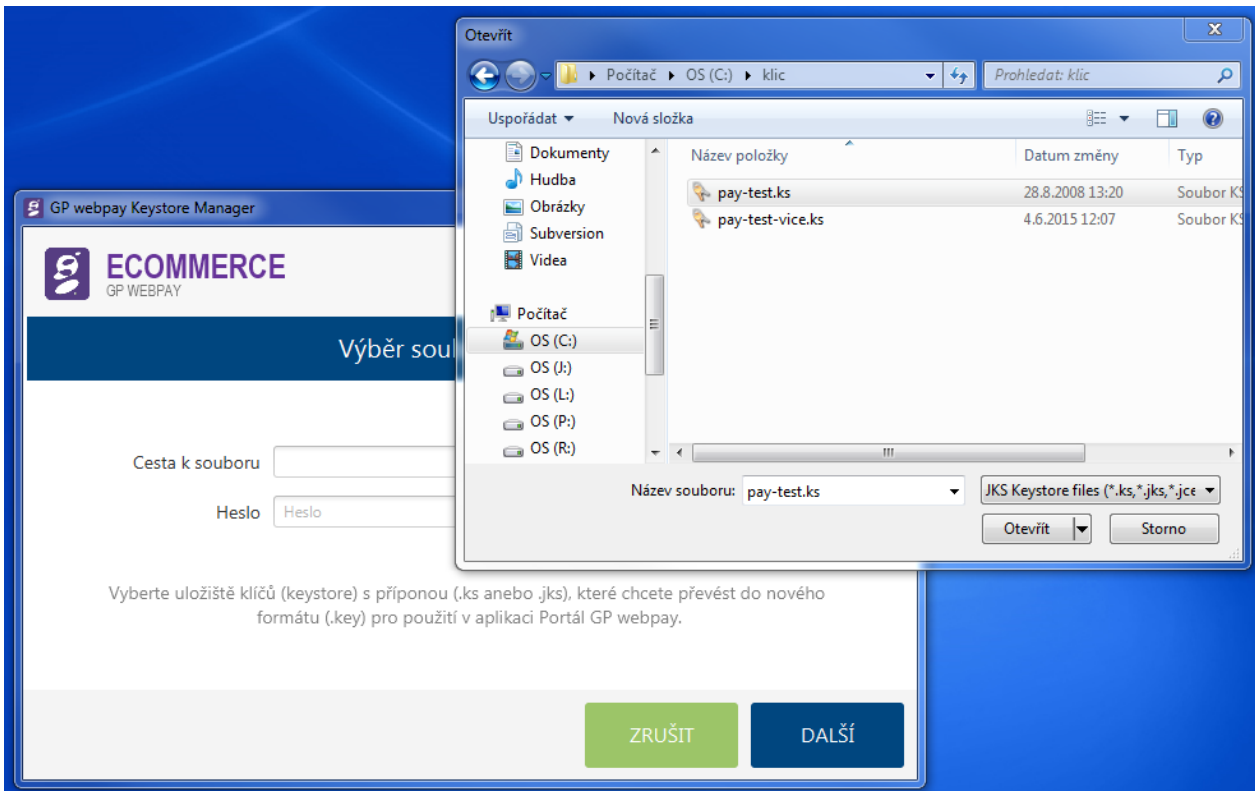 Otevřít
Počítač ▸ OS (C:) ▸ klic
Prohledat: klic
Uspořádat
Nová složka
Dokumenty
Hudba
Obrázky
Subversion
Videa
Počítač
OS (C:)
OS (J:)
OS (L:)
OS (P:)
OS (R:)
Název položky Datum změny Typ
pay-test.ks 28.8.2008 13:20 Soubor KS
pay-test-vice.ks 4.6.2015 12:07 Soubor KS
Název souboru: pay-test.ks
JKS Keystore files (*.ks,*.jks,*.jce
Otevřít
Storno
GP webpay Keystore Manager
ECOMMERCE
GP WEBPAY
Výběr soul
Cesta k souboru
Heslo Heslo
Vyberte uložiště klíčů (keystore) s příponou (.ks anebo .jks), které chcete převést do nového
formátu (.key) pro použití v aplikaci Portál GP webpay.
ZRUŠIT
DALŠÍ